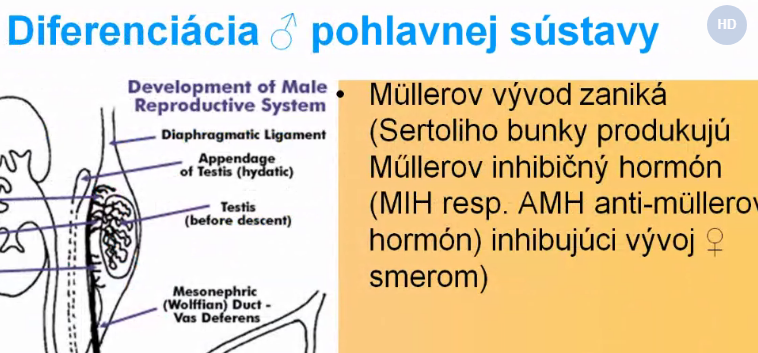 Diferenciácia ♂ pohlavnej sústavy
HD
Development of Male
Reproductive System
Diaphragmatic Ligament
Appendage
of Testis (hydatic)
Testis
(before descent)
Mesonephric
(Wolffian) Duct -
Vas Deferens
• Müllerov vývod zaniká
(Sertoliho bunky produkujú
Műllerov inhibičný hormón
(MIH resp. AMH anti-müllerov
hormón) inhibujúci vývoj ♀
smerom)